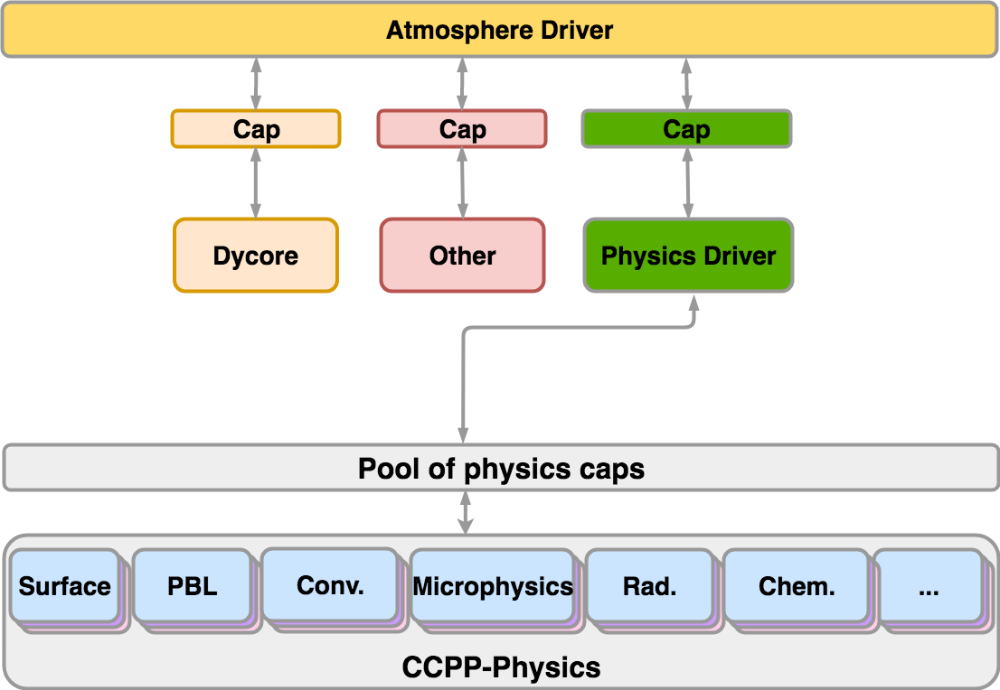 Atmosphere Driver
Cap
Cap
Cap
Dycore
Other
Physics Driver
Pool of physics caps
Surface
PBL
Conv.
Microphysics
Rad.
Chem.
...
CCPP-Physics